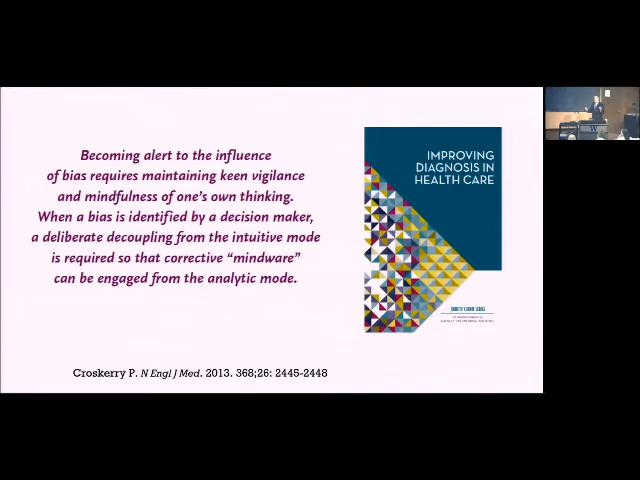 Becoming alert to the influence
of bias requires maintaining keen vigilance
and mindfulness of one's own thinking.
When a bias is identified by a decision maker,
a deliberate decoupling from the intuitive mode
is required so that corrective “mindware”
can be engaged from the analytic mode.
IMPROVING
DIAGNOSIS IN
HEALTH CARE
Croskerry P. N Engl J Med. 2013. 368;26: 2445-2448